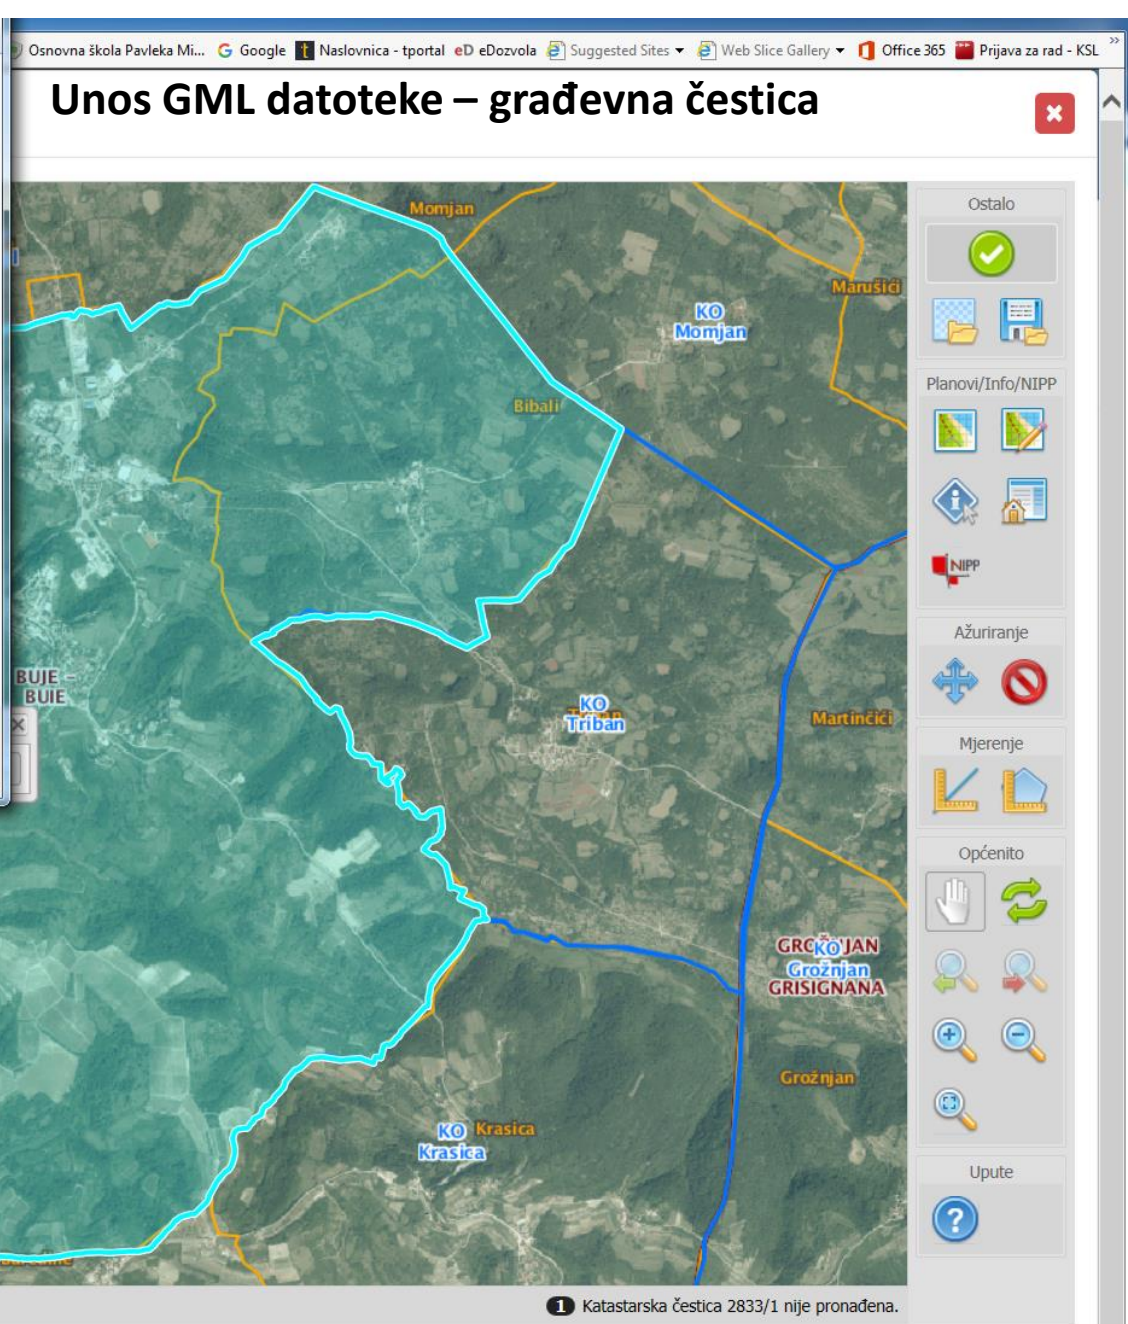 Osnovna škola Pavleka Mi... Google Naslovnica - tportal eDozvola Suggested Sites Web Slice Gallery Office 365 Prijava za rad - KSL
Unos GML datoteke – građevna čestica
Ostalo
Momjan
Marušići
KO
Momjan
Planovi/Info/NIPP
Bibali
NIPP
Ažuriranje
BUJE –
BUIE
KO
Triban
Martinčići
Mjerenje
Općenito
KO
Grožnjan
GRISIGNANA
Grožnjan
KO Krasica
Krasica
Upute
1 Katastarska čestica 2833/1 nije pronađena.